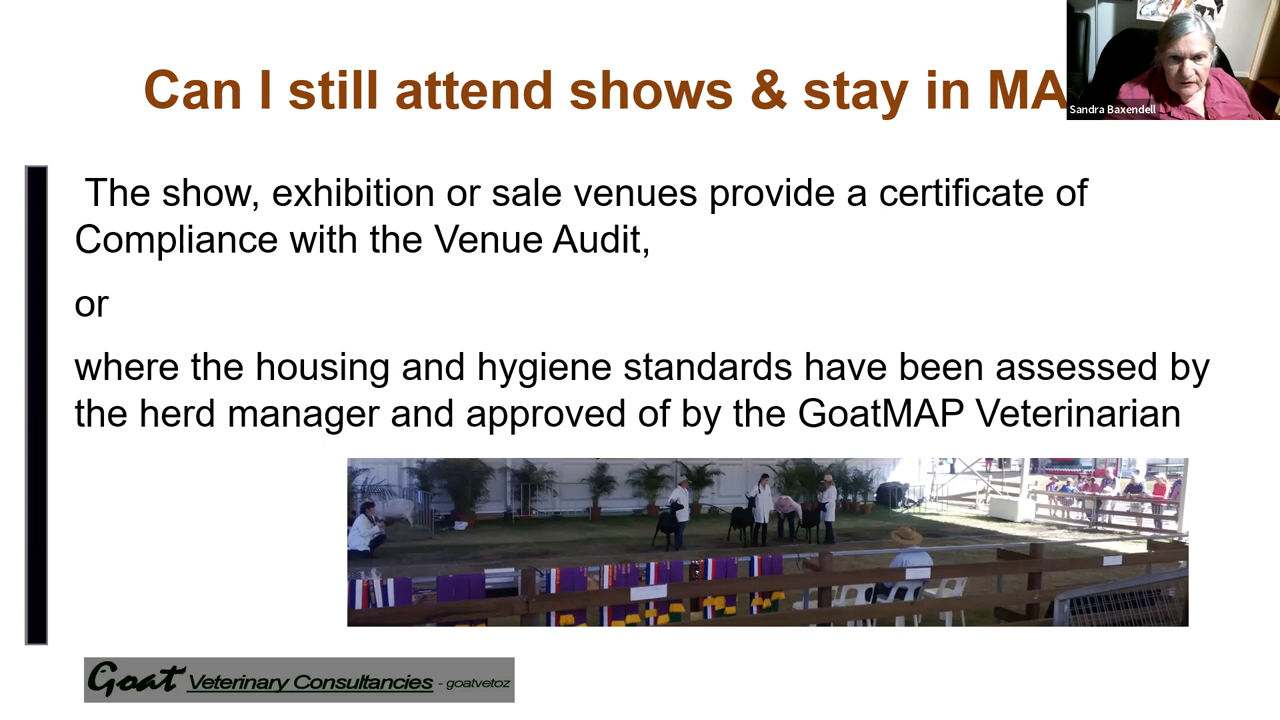 Can I still attend shows & stay in MA
Sandra Baxendell
The show, exhibition or sale venues provide a certificate of
Compliance with the Venue Audit,
or
where the housing and hygiene standards have been assessed by
the herd manager and approved of by the GoatMAP Veterinarian
Goat Veterinary Consultancies - goatvetoz